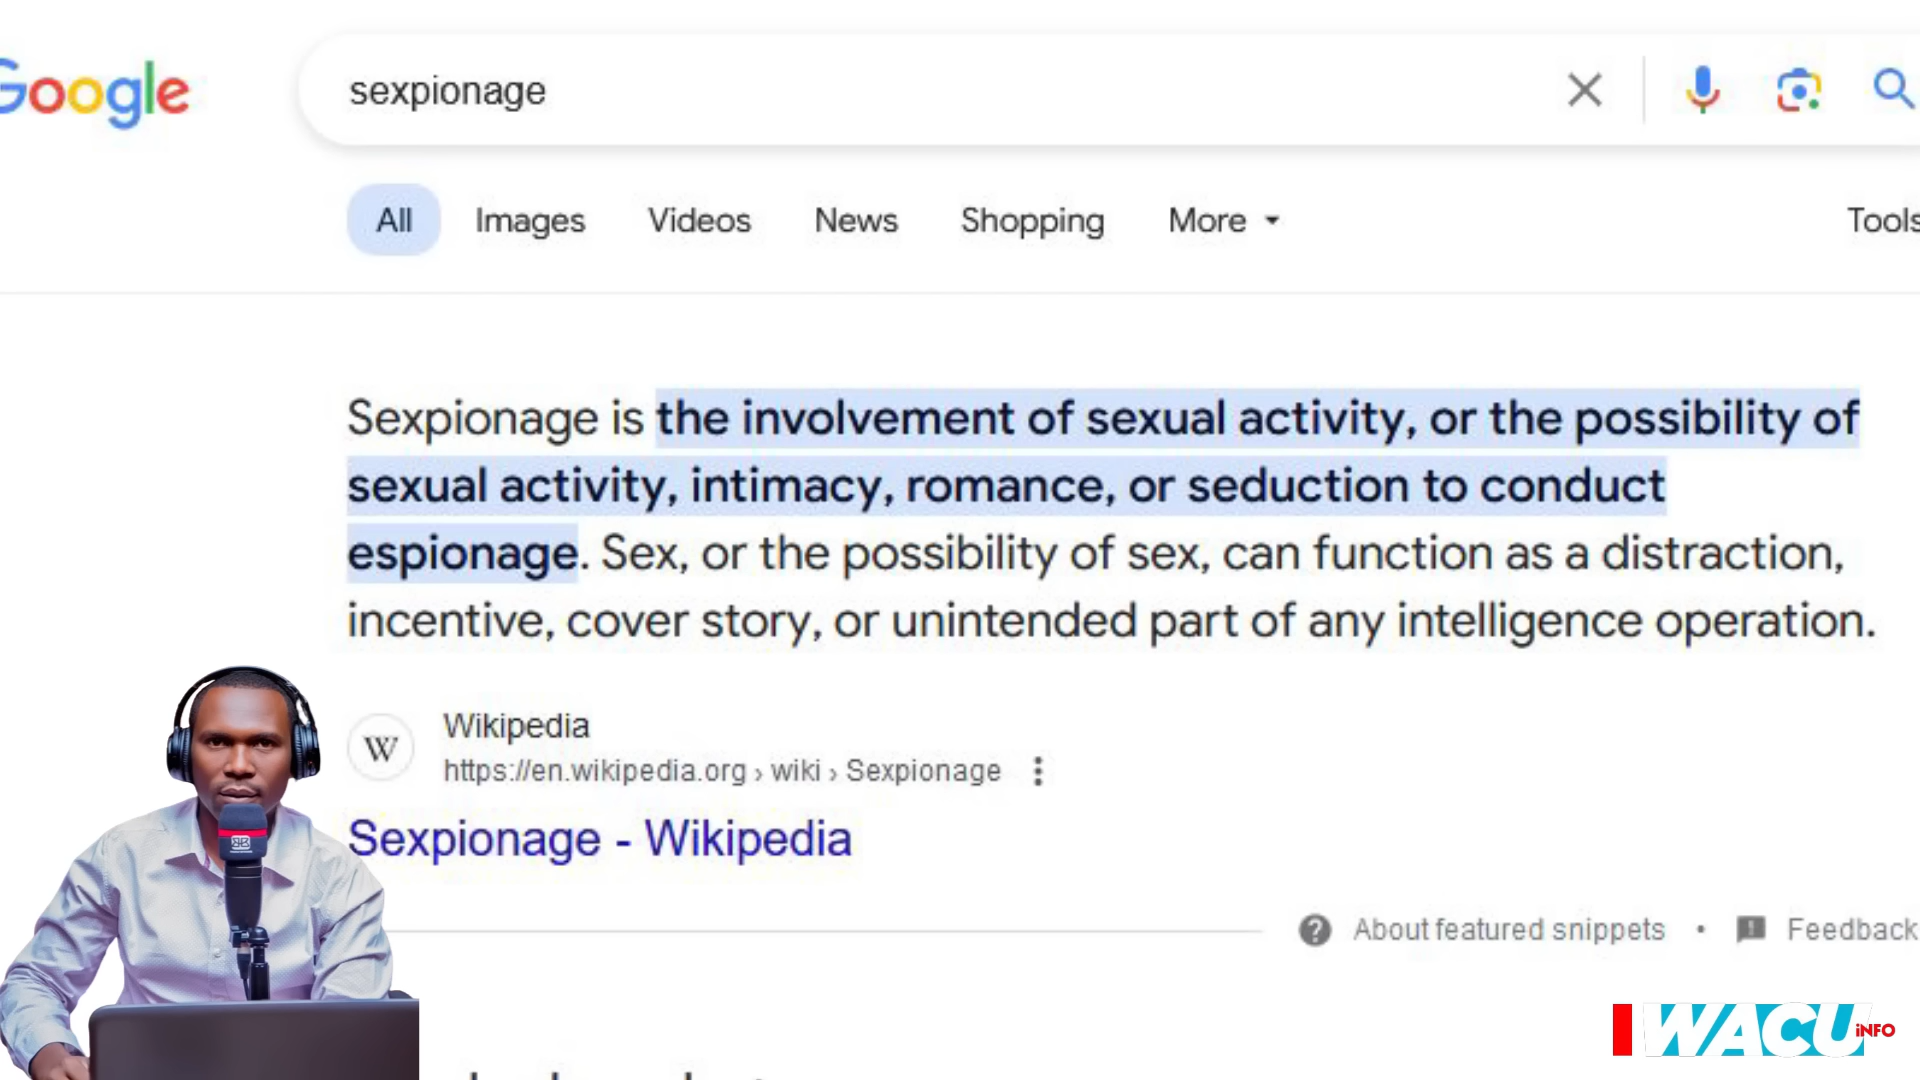 Google
sexpionage
All Images Videos News Shopping More
Tools
Sexpionage is the involvement of sexual activity, or the possibility of
sexual activity, intimacy, romance, or seduction to conduct
espionage. Sex, or the possibility of sex, can function as a distraction,
incentive, cover story, or unintended part of any intelligence operation.
W
Wikipedia
https://en.wikipedia.org › wiki › Sexpionage
Sexpionage - Wikipedia
About featured snippets • Feedback
IWACU iNFO